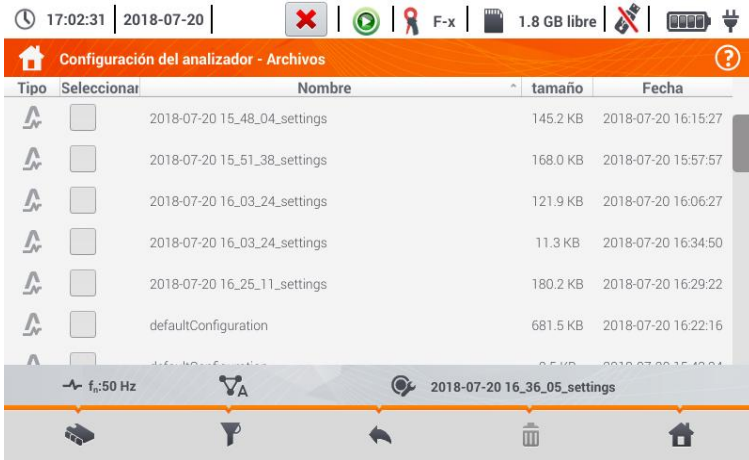 17:02:31 2018-07-20 F-x 1.8 GB libre
Configuración del analizador - Archivos ?
Tipo Seleccionar Nombre tamaño Fecha
2018-07-20 15_48_04_settings 145.2 KB 2018-07-20 16:15:27
2018-07-20 15_51_38_settings 168.0 KB 2018-07-20 15:57:57
2018-07-20 16_03_24_settings 121.9 KB 2018-07-20 16:06:27
2018-07-20 16_03_24_settings 11.3 KB 2018-07-20 16:34:50
2018-07-20 16_25_11_settings 180.2 KB 2018-07-20 16:29:22
defaultConfiguration 681.5 KB 2018-07-20 16:22:16
fn:50 Hz A 2018-07-20 16_36_05_settings